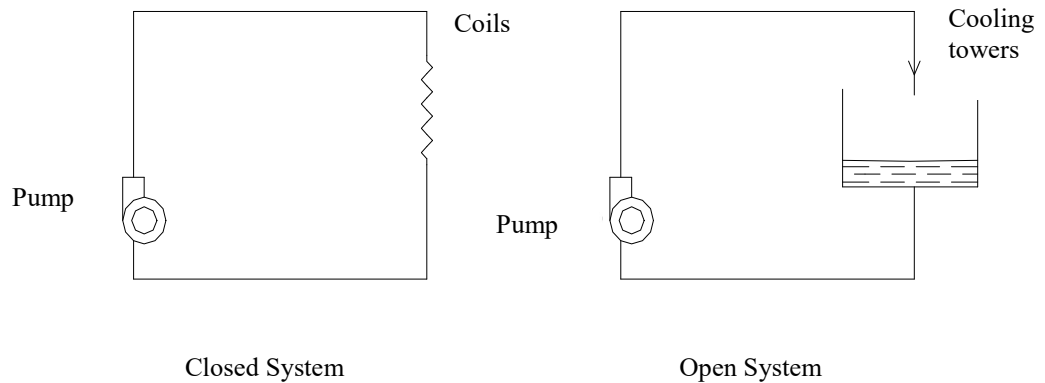 Coils
Pump
Closed System
Cooling
towers
Pump
Open System